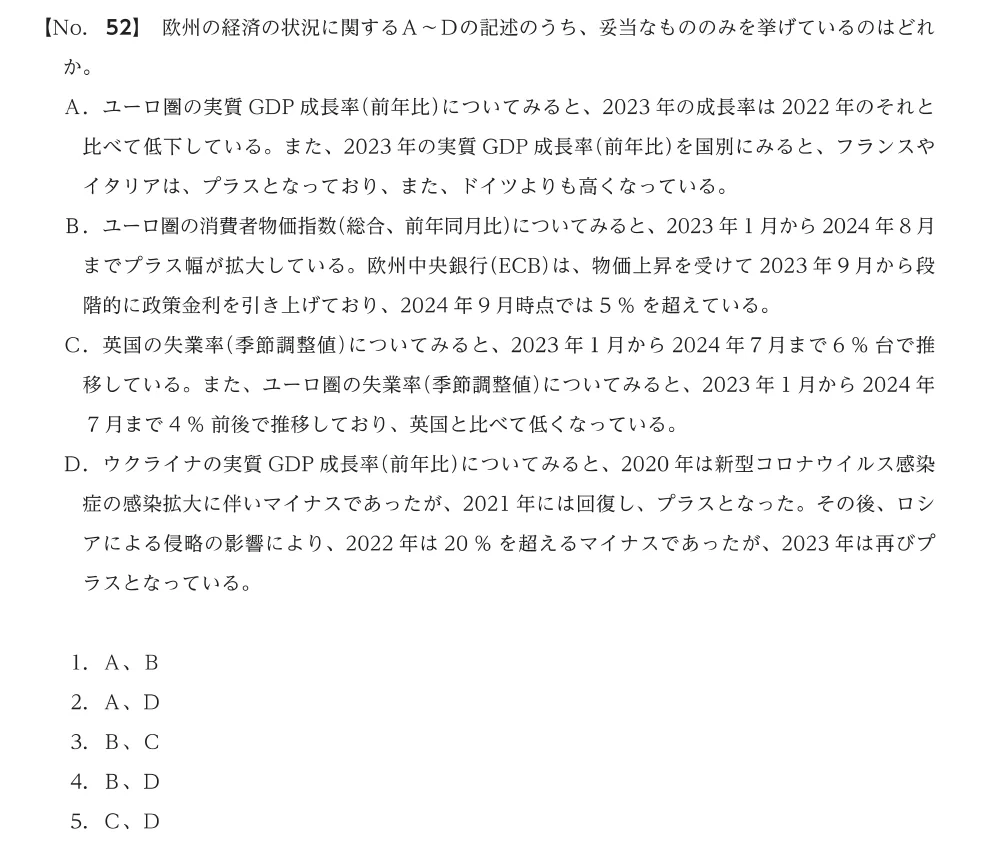 【No. 52】 欧州の経済の状況に関するA～Dの記述のうち、妥当なもののみを挙げているのはどれ
か。
A．ユーロ圏の実質 GDP 成長率(前年比)についてみると、2023 年の成長率は 2022 年のそれと
比べて低下している。また、2023 年の実質 GDP 成長率(前年比)を国別にみると、フランスや
イタリアは、プラスとなっており、また、ドイツよりも高くなっている。
B．ユーロ圏の消費者物価指数(総合、前年同月比)についてみると、2023 年 1 月から 2024 年 8 月
までプラス幅が拡大している。欧州中央銀行(ECB)は、物価上昇を受けて 2023 年 9 月から段
階的に政策金利を引き上げており、2024 年 9 月時点では 5 % を超えている。
C．英国の失業率(季節調整値)についてみると、2023 年 1 月から 2024 年 7 月まで 6 % 台で推
移している。また、ユーロ圏の失業率(季節調整値)についてみると、2023 年 1 月から 2024 年
7 月まで 4 % 前後で推移しており、英国と比べて低くなっている。
D．ウクライナの実質 GDP 成長率(前年比)についてみると、2020 年は新型コロナウイルス感染
症の感染拡大に伴いマイナスであったが、2021 年には回復し、プラスとなった。その後、ロシ
アによる侵略の影響により、2022 年は 20 % を超えるマイナスであったが、2023 年は再びプ
ラスとなっている。
1．A、B
2．A、D
3．B、C
4．B、D
5．C、D